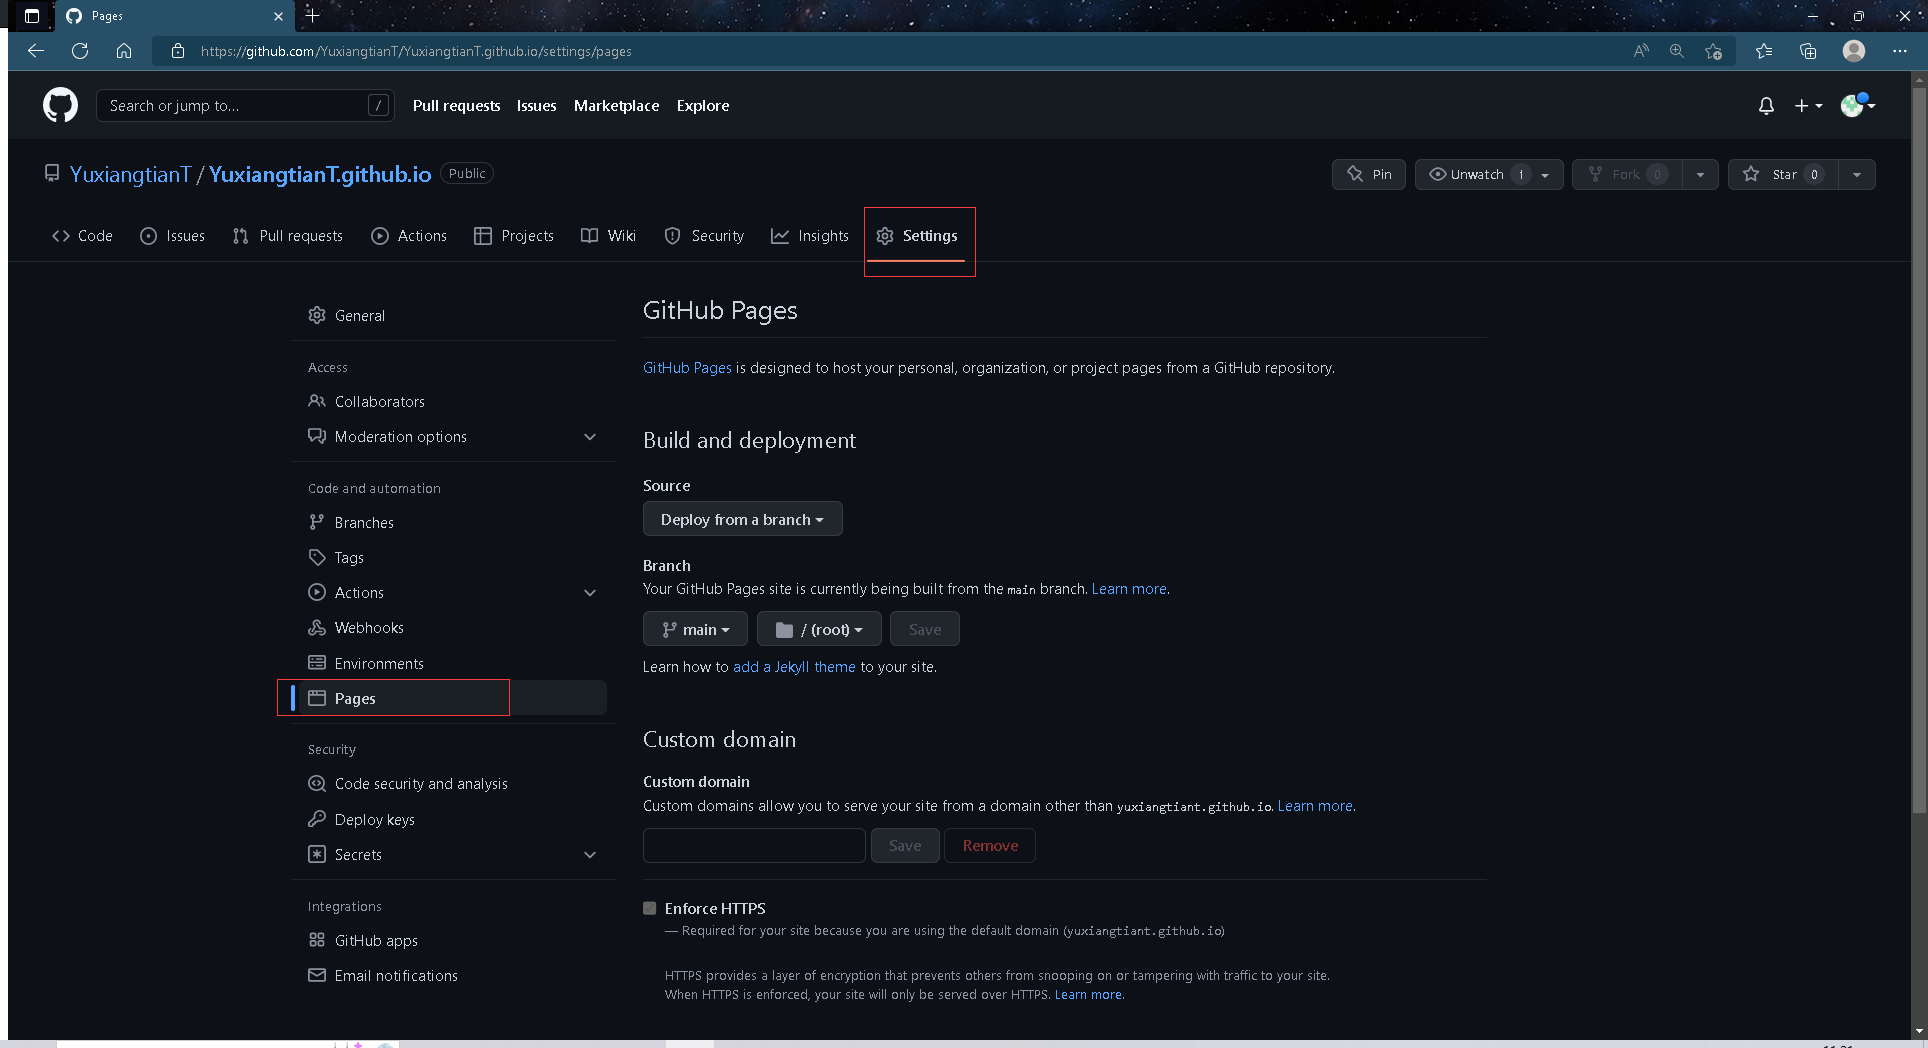 Pages
https://github.com/YuxiangtianT/YuxiangtianT.github.io/settings/pages
Search or jump to... /
Pull requests Issues Marketplace Explore
YuxiangtianT / YuxiangtianT.github.io Public
Pin Unwatch 1 Fork 0 Star 0
Code Issues Pull requests Actions Projects Wiki Security Insights Settings
General
Access
Collaborators
Moderation options
Code and automation
Branches
Tags
Actions
Webhooks
Environments
Pages
Security
Code security and analysis
Deploy keys
Secrets
Integrations
GitHub apps
Email notifications
GitHub Pages
GitHub Pages is designed to host your personal, organization, or project pages from a GitHub repository.
Build and deployment
Source
Deploy from a branch
Branch
Your GitHub Pages site is currently being built from the main branch. Learn more.
main / (root) Save
Learn how to add a Jekyll theme to your site.
Custom domain
Custom domain
Custom domains allow you to serve your site from a domain other than yuxiangtiant.github.io. Learn more.
Save Remove
Enforce HTTPS
— Required for your site because you are using the default domain (yuxiangtiant.github.io)
HTTPS provides a layer of encryption that prevents others from snooping on or tampering with traffic to your site.
When HTTPS is enforced, your site will only be served over HTTPS. Learn more.